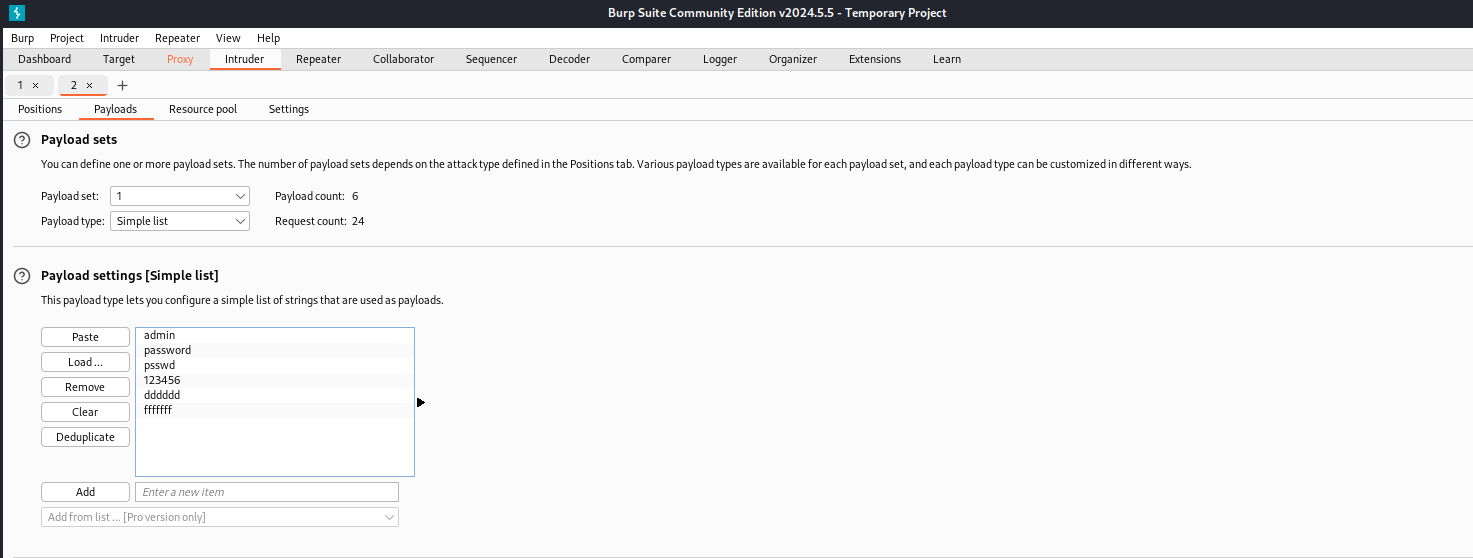 Burp Suite Community Edition v2024.5.5 - Temporary Project
Burp Project Intruder Repeater View Help
Dashboard Target Proxy Intruder Repeater Collaborator Sequencer Decoder Comparer Logger Organizer Extensions Learn
1 × 2 × +
Positions Payloads Resource pool Settings
? Payload sets
You can define one or more payload sets. The number of payload sets depends on the attack type defined in the Positions tab. Various payload types are available for each payload set, and each payload type can be customized in different ways.
Payload set: 1 Payload count: 6
Payload type: Simple list Request count: 24
? Payload settings [Simple list]
This payload type lets you configure a simple list of strings that are used as payloads.
Paste
Load ...
Remove
Clear
Deduplicate
admin
password
psswd
123456
dddddd
fffffff
Add Enter a new item
Add from list ... [Pro version only]